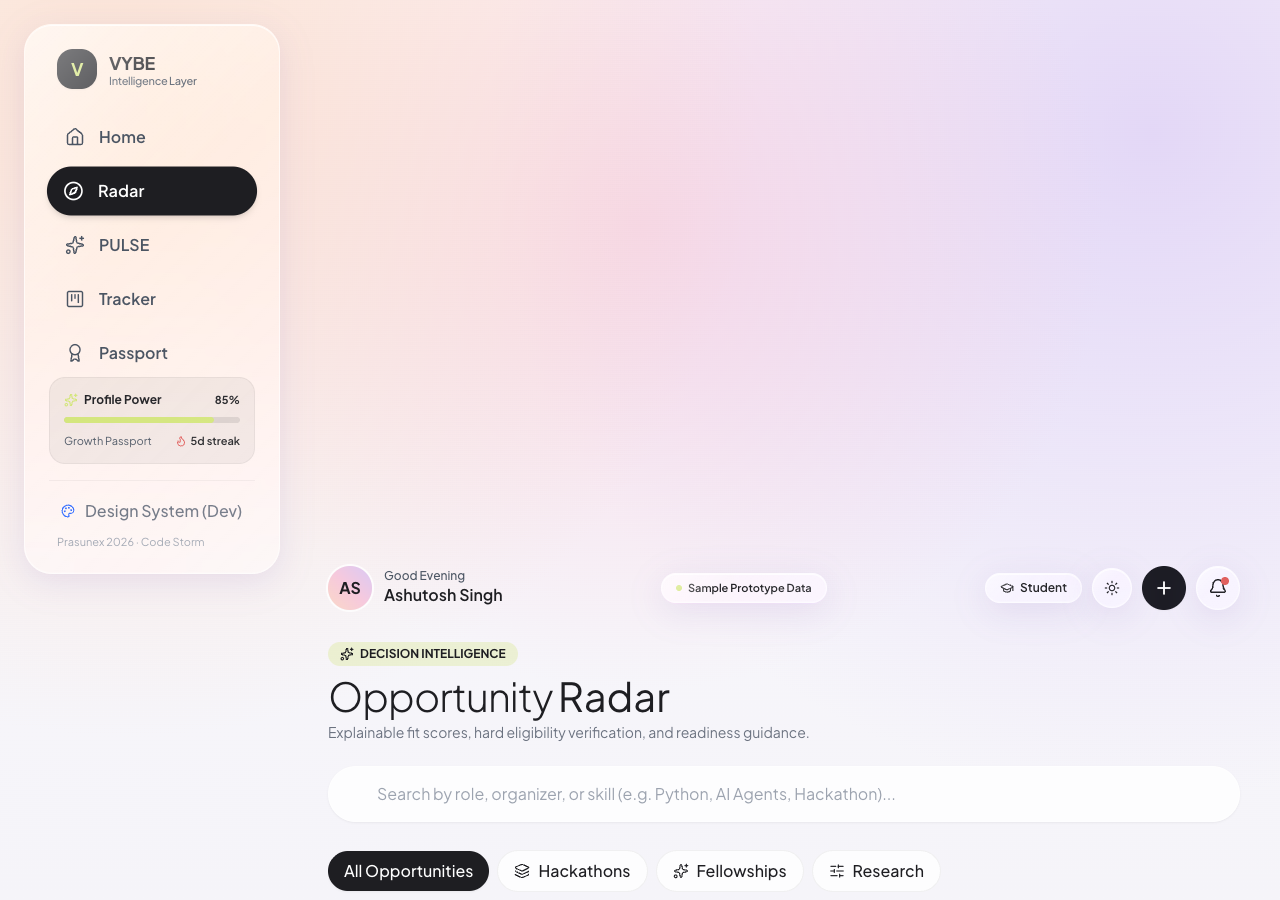 V
VYBE
Intelligence Layer
Home
Radar
PULSE
Tracker
Passport
Profile Power 85%
Growth Passport 5d streak
Design System (Dev)
Prasunex 2026 · Code Storm
AS
Good Evening
Ashutosh Singh
Sample Prototype Data
Student
DECISION INTELLIGENCE
Opportunity Radar
Explainable fit scores, hard eligibility verification, and readiness guidance.
Search by role, organizer, or skill (e.g. Python, AI Agents, Hackathon)...
All Opportunities
Hackathons
Fellowships
Research